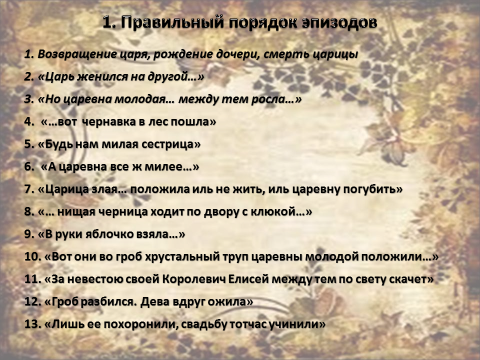 1. Правильный порядок эпизодов
1. Возвращение царя, рождение дочери, смерть царицы
2. «Царь женился на другой…»
3. «Но царевна молодая… между тем росла…»
4. «…вот чернавка в лес пошла»
5. «Будь нам милая сестрица»
6. «А царевна все ж милее…»
7. «Царица злая… положила иль не жить, иль царевну погубить»
8. «… нищая черница ходит по двору с клюкой…»
9. «В руки яблочко взяла…»
10. «Вот они во гроб хрустальный труп царевны молодой положили…»
11. «За невестою своей Королевич Елисей между тем по свету скачет»
12. «Гроб разбился. Дева вдруг ожила»
13. «Лишь ее похоронили, свадьбу тотчас учинили»